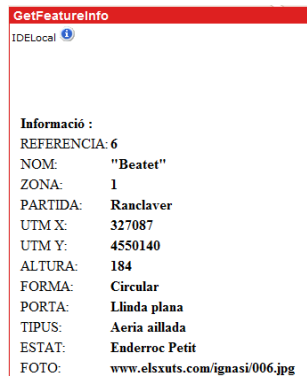 GetFeatureInfo
IDELocal
Informació :
REFERENCIA: 6
NOM: "Beatet"
ZONA: 1
PARTIDA: Ranclaver
UTM X: 327087
UTM Y: 4550140
ALTURA: 184
FORMA: Circular
PORTA: Llinda plana
TIPUS: Aeria aillada
ESTAT: Enderroc Petit
FOTO: www.elsxuts.com/ignasi/006.jpg